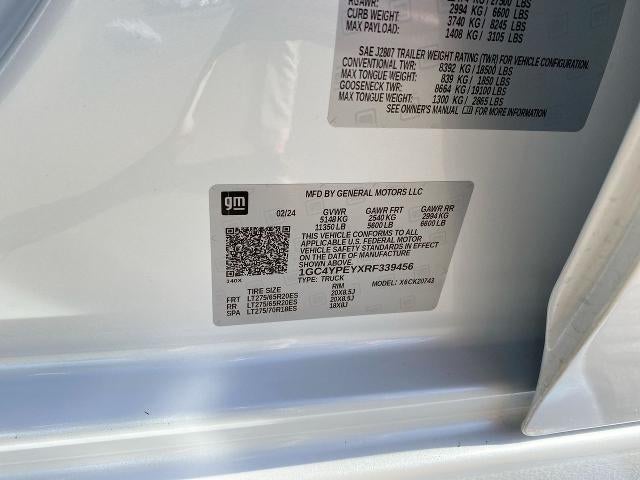 2994 KG / 6600 LBS
CURB WEIGHT: 3740 KG / 8245 LBS
MAX PAYLOAD: 1408 KG / 3105 LBS
SAE J2807 TRAILER WEIGHT RATING (TWR) FOR VEHICLE CONFIGURATION.
CONVENTIONAL TWR: 8392 KG / 18500 LBS
MAX TONGUE WEIGHT: 839 KG / 1850 LBS
GOOSENECK TWR: 8664 KG / 19100 LBS
MAX TONGUE WEIGHT: 1300 KG / 2865 LBS
SEE OWNER'S MANUAL FOR MORE INFORMATION
gm
MFD BY GENERAL MOTORS LLC
02/24 GVWR GAWR FRT GAWR RR
5148 KG 2540 KG 2994 KG
11350 LB 5600 LB 6600 LB
THIS VEHICLE CONFORMS TO ALL
APPLICABLE U.S. FEDERAL MOTOR
VEHICLE SAFETY STANDARDS IN EFFECT ON
THE DATE OF MANUFACTURE SHOWN ABOVE.
1GC4YPEYXRF339456
TYPE: TRUCK MODEL: X6CK20743
TIRE SIZE RIM
FRT LT275/65R20ES 20X8.5J
RR LT275/65R20ES 20X8.5J
SPA LT275/70R18ES 18X8J